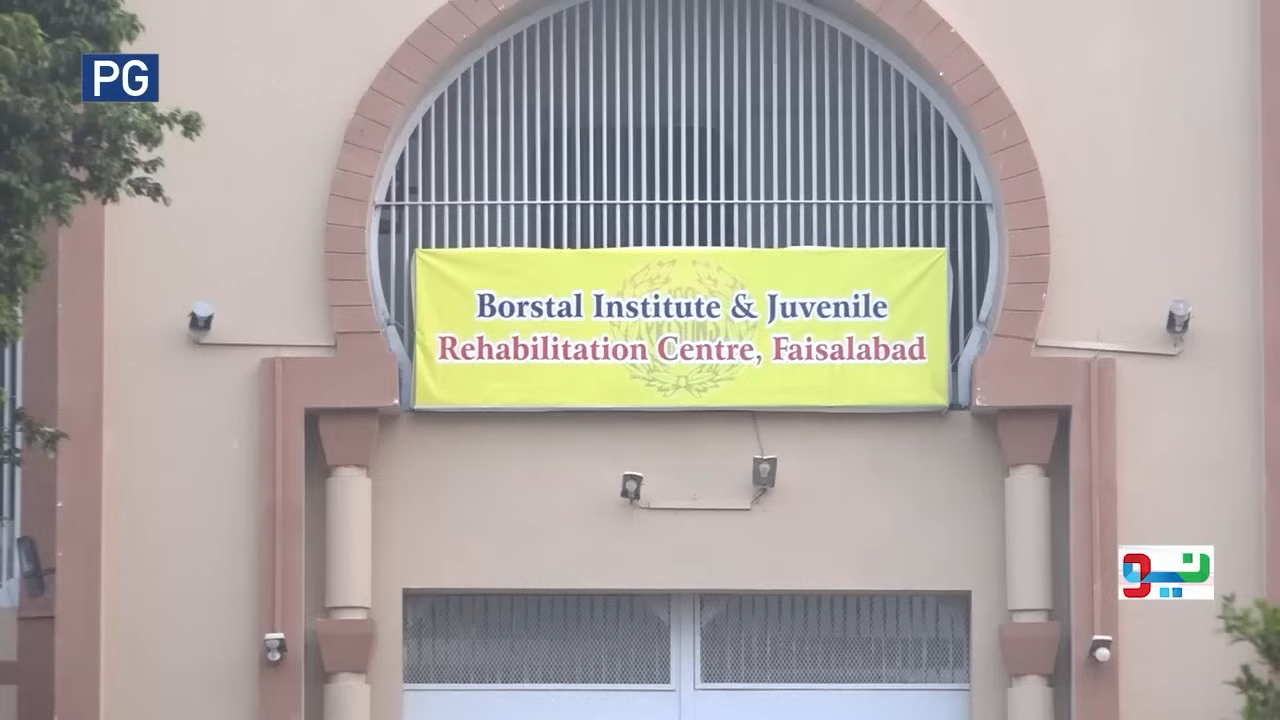 PG
Borstal Institute & Juvenile
Rehabilitation Centre, Faisalabad
نیو